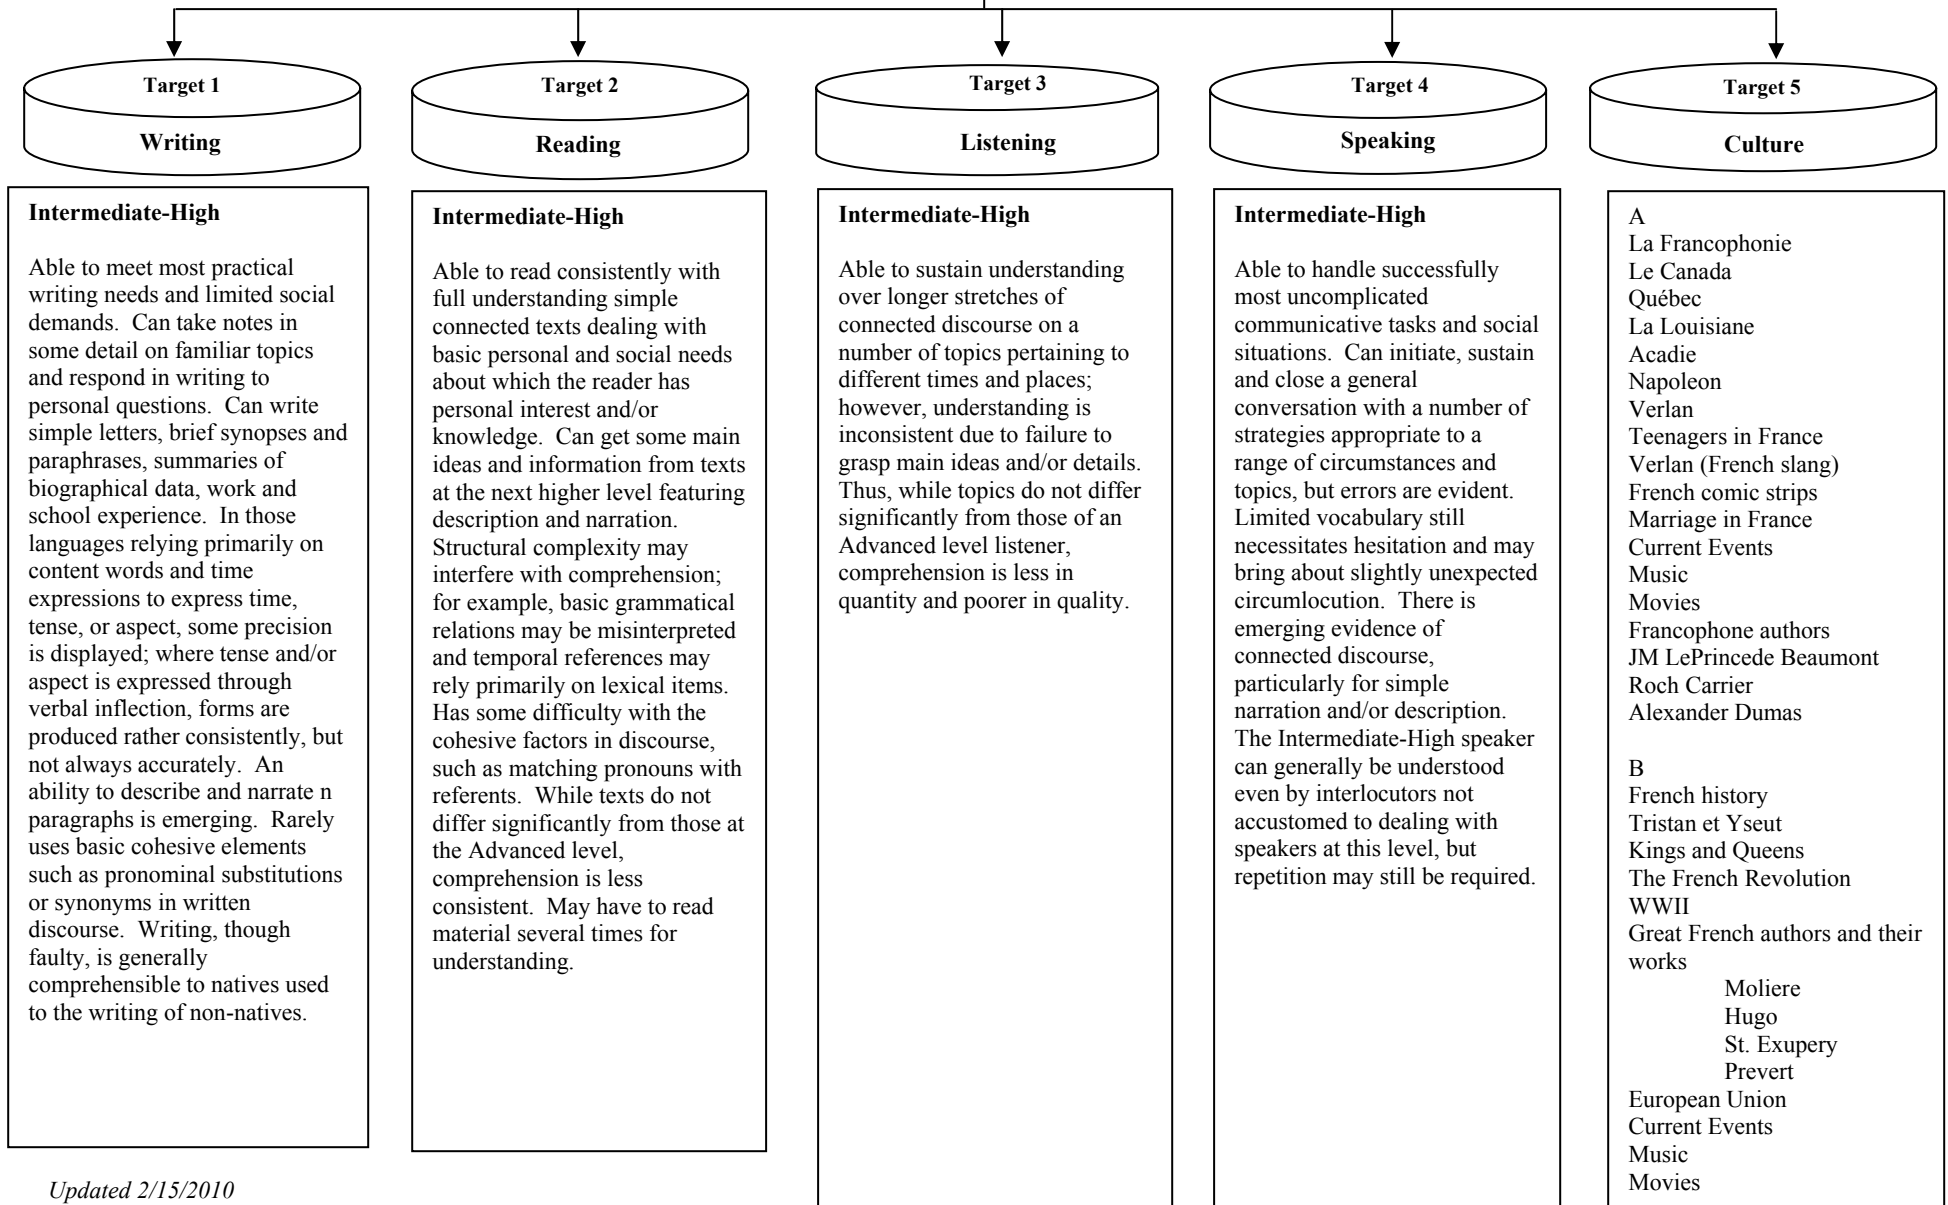 Target 1
Writing
Intermediate-High
Able to meet most practical
writing needs and limited social
demands.  Can take notes in
some detail on familiar topics
and respond in writing to
personal questions.  Can write
simple letters, brief synopses and
paraphrases, summaries of
biographical data, work and
school experience.  In those
languages relying primarily on
content words and time
expressions to express time,
tense, or aspect, some precision
is displayed; where tense and/or
aspect is expressed through
verbal inflection, forms are
produced rather consistently, but
not always accurately.  An
ability to describe and narrate n
paragraphs is emerging.  Rarely
uses basic cohesive elements
such as pronominal substitutions
or synonyms in written
discourse.  Writing, though
faulty, is generally
comprehensible to natives used
to the writing of non-natives.
Target 2
Reading
Intermediate-High
Able to read consistently with
full understanding simple
connected texts dealing with
basic personal and social needs
about which the reader has
personal interest and/or
knowledge.  Can get some main
ideas and information from texts
at the next higher level featuring
description and narration.
Structural complexity may
interfere with comprehension;
for example, basic grammatical
relations may be misinterpreted
and temporal references may
rely primarily on lexical items.
Has some difficulty with the
cohesive factors in discourse,
such as matching pronouns with
referents.  While texts do not
differ significantly from those at
the Advanced level,
comprehension is less
consistent.  May have to read
material several times for
understanding.
Target 3
Listening
Intermediate-High
Able to sustain understanding
over longer stretches of
connected discourse on a
number of topics pertaining to
different times and places;
however, understanding is
inconsistent due to failure to
grasp main ideas and/or details.
Thus, while topics do not differ
significantly from those of an
Advanced level listener,
comprehension is less in
quantity and poorer in quality.
Target 4
Speaking
Intermediate-High
Able to handle successfully
most uncomplicated
communicative tasks and social
situations.  Can initiate, sustain
and close a general
conversation with a number of
strategies appropriate to a
range of circumstances and
topics, but errors are evident.
Limited vocabulary still
necessitates hesitation and may
bring about slightly unexpected
circumlocution.  There is
emerging evidence of
connected discourse,
particularly for simple
narration and/or description.
The Intermediate-High speaker
can generally be understood
even by interlocutors not
accustomed to dealing with
speakers at this level, but
repetition may still be required.
Target 5
Culture
A
La Francophonie
Le Canada
Québec
La Louisiane
Acadie
Napoleon
Verlan
Teenagers in France
Verlan (French slang)
French comic strips
Marriage in France
Current Events
Music
Movies
Francophone authors
JM LePrincede Beaumont
Roch Carrier
Alexander Dumas
B
French history
Tristan et Yseut
Kings and Queens
The French Revolution
WWII
Great French authors and their
works
Moliere
Hugo
St. Exupery
Prevert
European Union
Current Events
Music
Movies
Updated 2/15/2010